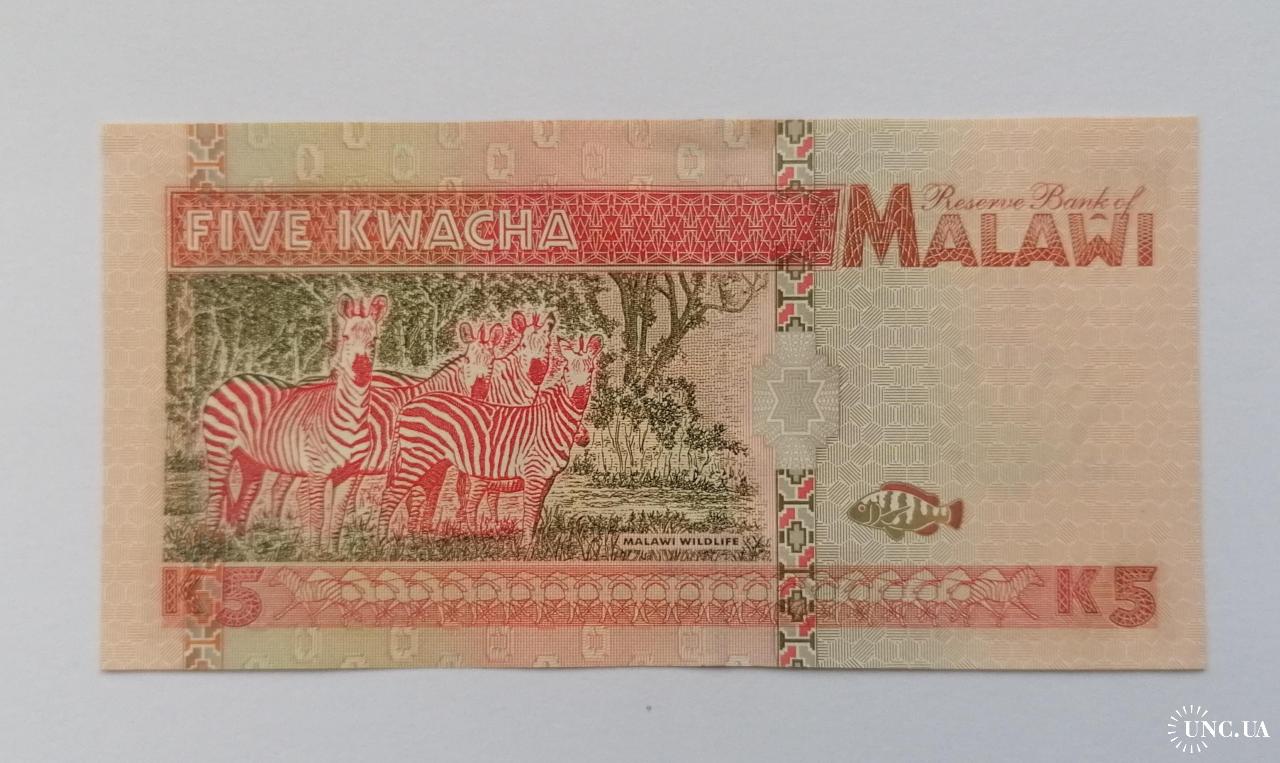 Reserve Bank of
FIVE KWACHA
MALAWI
MALAWI WILDLIFE
K5
K5
UNC.UA